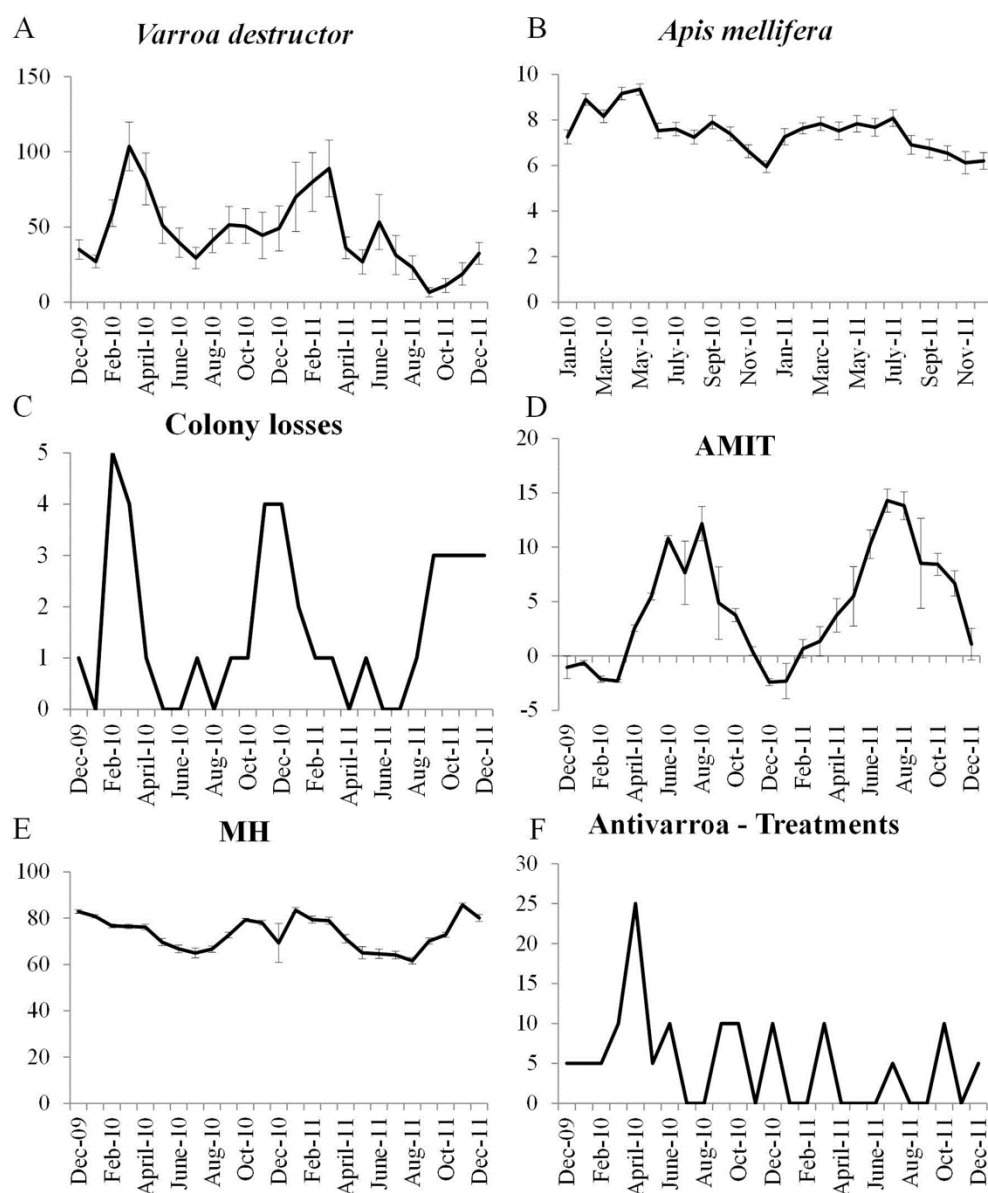 A
Varroa destructor
150
100
50
0
Dec-09
Feb-10
April-10
June-10
Aug-10
Oct-10
Dec-10
Feb-11
April-11
June-11
Aug-11
Oct-11
Dec-11
B
Apis mellifera
10
8
6
4
2
0
Jan-10
Marc-10
May-10
July-10
Sept-10
Nov-10
Jan-11
Marc-11
May-11
July-11
Sept-11
Nov-11
C
Colony losses
5
4
3
2
1
0
Dec-09
Feb-10
April-10
June-10
Aug-10
Oct-10
Dec-10
Feb-11
April-11
June-11
Aug-11
Oct-11
Dec-11
D
AMIT
20
15
10
5
0
-5
Dec-09
Feb-10
April-10
June-10
Aug-10
Oct-10
Dec-10
Feb-11
April-11
June-11
Aug-11
Oct-11
Dec-11
E
MH
100
80
60
40
20
0
Dec-09
Feb-10
April-10
June-10
Aug-10
Oct-10
Dec-10
Feb-11
April-11
June-11
Aug-11
Oct-11
Dec-11
F
Antivarroa - Treatments
30
25
20
15
10
5
0
Dec-09
Feb-10
April-10
June-10
Aug-10
Oct-10
Dec-10
Feb-11
April-11
June-11
Aug-11
Oct-11
Dec-11